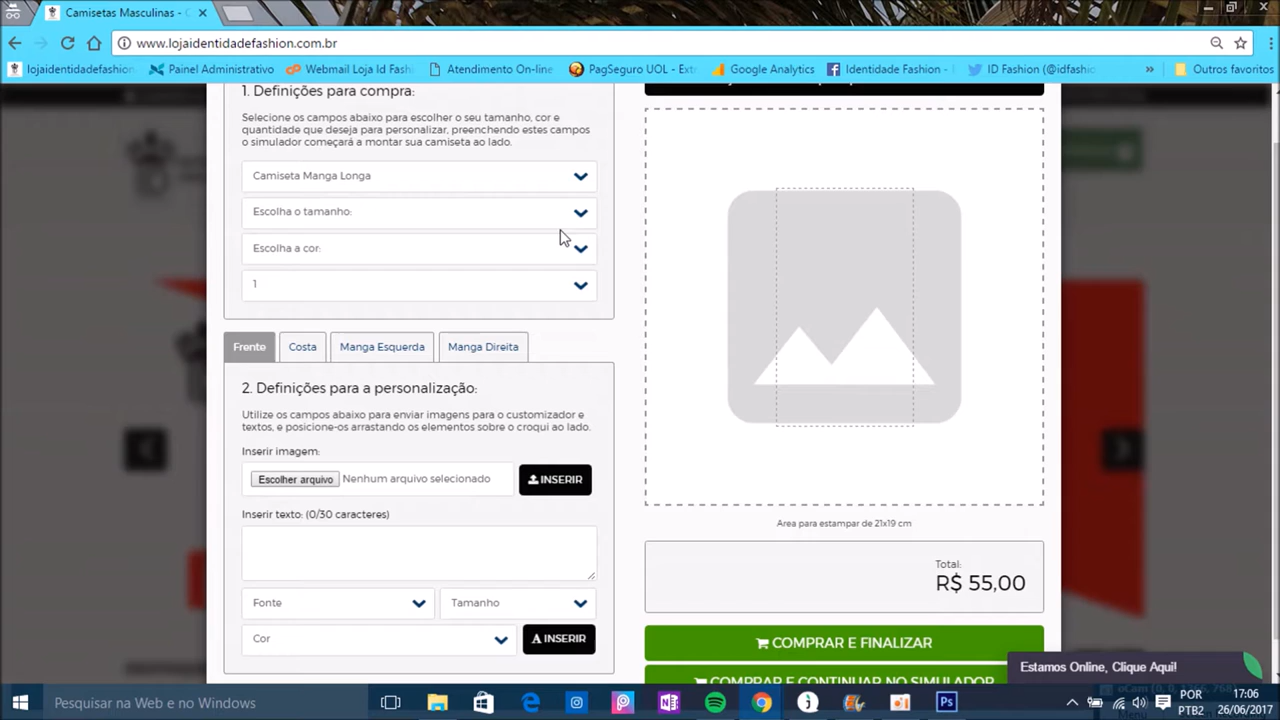 Camisetas Masculinas - C
www.lojaidentidadefashion.com.br
lojaidentidadefashion
Painel Administrativo
Webmail Loja Id Fashi
Atendimento On-line
PagSeguro UOL - Ext
Google Analytics
Identidade Fashion -
ID Fashion (@idfashio
»
Outros favoritos
1. Definições para compra:
Selecione os campos abaixo para escolher o seu tamanho, cor e
quantidade que deseja para personalizar, preenchendo estes campos
o simulador começará a montar sua camiseta ao lado.
Camiseta Manga Longa
Escolha o tamanho:
Escolha a cor:
1
Frente
Costa
Manga Esquerda
Manga Direita
2. Definições para a personalização:
Utilize os campos abaixo para enviar imagens para o customizador e
textos, e posicione-os arrastando os elementos sobre o croqui ao lado.
Inserir imagem:
Escolher arquivo Nenhum arquivo selecionado
INSERIR
Inserir texto: (0/30 caracteres)
Fonte
Tamanho
Cor
A INSERIR
Area para estampar de 21x19 cm
Total:
R$ 55,00
COMPRAR E FINALIZAR
COMPRAR E CONTINUAR NO SIMULADOR
Estamos Online, Clique Aqui!
Pesquisar na Web e no Windows
POR
PTB2
17:06
26/06/2017